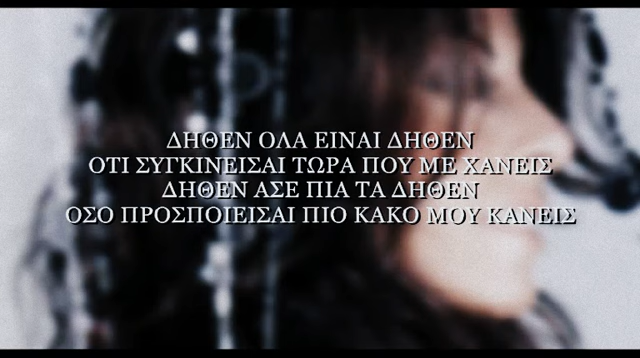 ΔΗΘΕΝ ΟΛΑ ΕΙΝΑΙ ΔΗΘΕΝ
ΟΤΙ ΣΥΓΚΙΝΕΙΣΑΙ ΤΩΡΑ ΠΟΥ ΜΕ ΧΑΝΕΙΣ
ΔΗΘΕΝ ΑΣΕ ΠΙΑ ΤΑ ΔΗΘΕΝ
ΟΣΟ ΠΡΟΣΠΟΙΕΙΣΑΙ ΠΙΟ ΚΑΚΟ ΜΟΥ ΚΑΝΕΙΣ